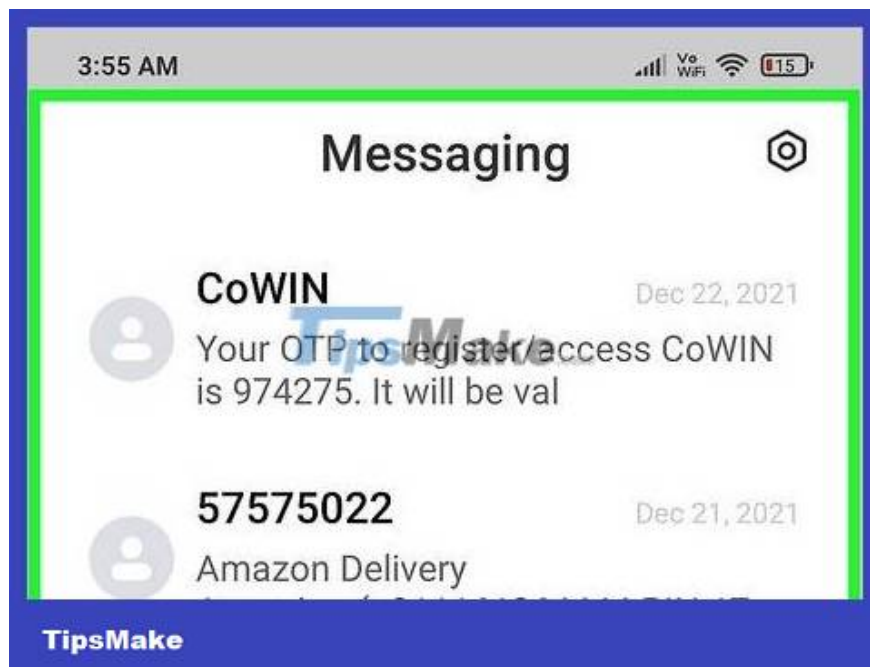 3:55 AM
Vo
WiFi
15
Messaging
CoWIN
Dec 22, 2021
TipsMake
Your OTP to register/access CoWIN
is 974275. It will be val
57575022
Dec 21, 2021
Amazon Delivery
TipsMake